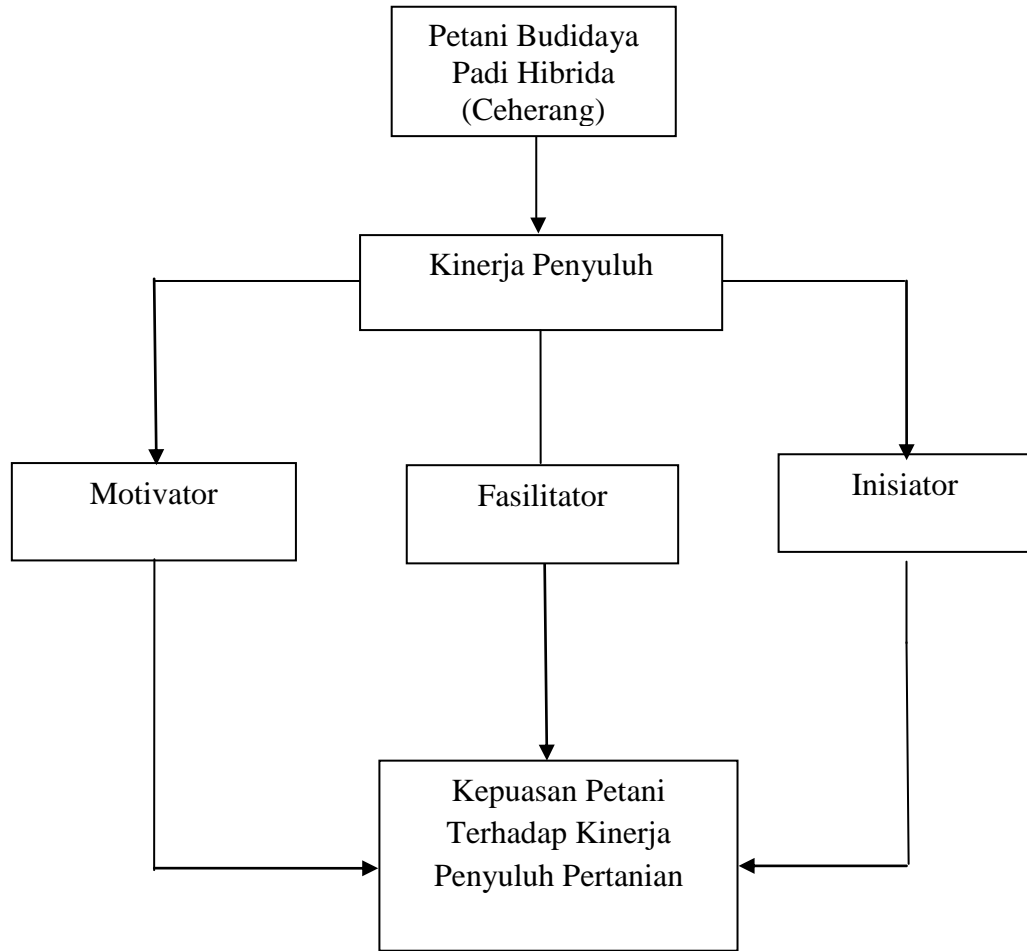 Petani Budidaya
Padi Hibrida
(Ceherang)
Kinerja Penyuluh
Motivator
Fasilitator
Inisiator
Kepuasan Petani
Terhadap Kinerja
Penyuluh Pertanian